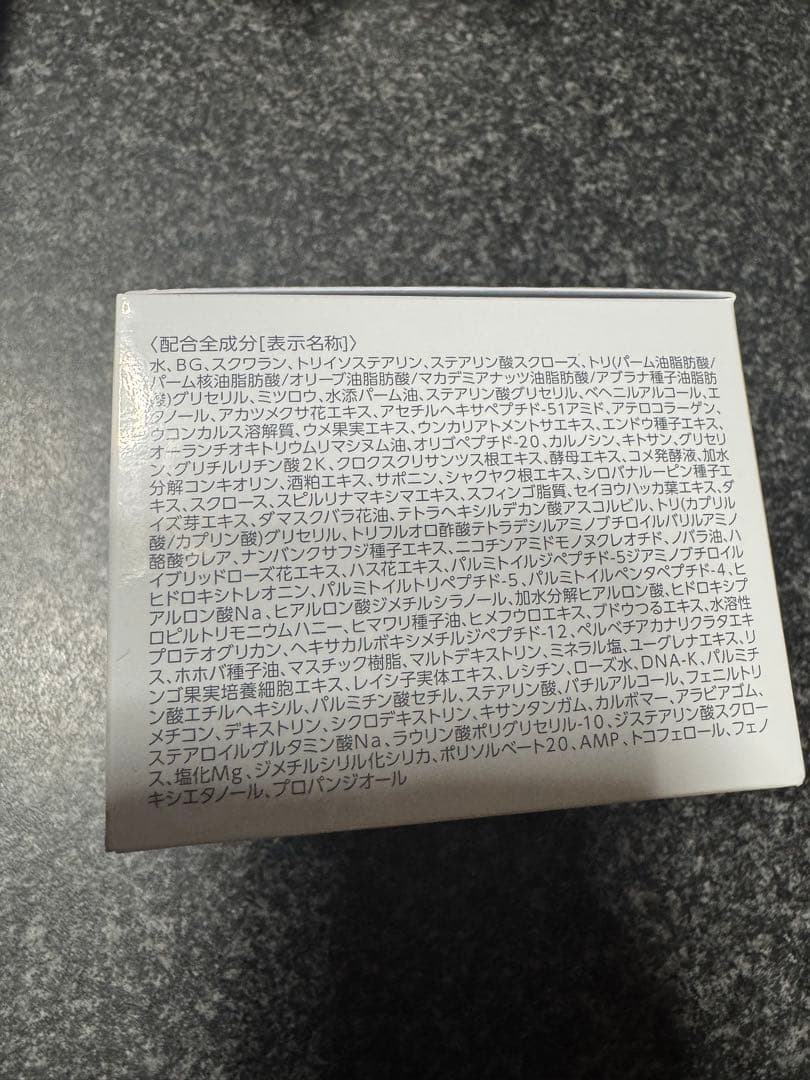 〈配合全成分[表示名称]〉
水、BG、スクワラン、トリイソステアリン、ステアリン酸スクロース、トリ(パーム油脂肪酸/
パーム核油脂肪酸/オリーブ油脂肪酸/マカデミアナッツ油脂肪酸/アブラナ種子油脂肪
酸)グリセリル、ミツロウ、水添パーム油、ステアリン酸グリセリル、ベヘニルアルコール、エ
タノール、アカツメクサ花エキス、アセチルヘキサペプチド-51アミド、アテロコラーゲン、
ウコンカルス溶解質、ウメ果実エキス、ウンカリアトメントサエキス、エンドウ種子エキス、
オーランチオキトリウムリマシヌム油、オリゴペプチド-20、カルノシン、キトサン、グリセリ
ン、グリチルリチン酸2K、クロクスクリサンツス根エキス、酵母エキス、コメ発酵液、加水
分解コンキオリン、酒粕エキス、サポニン、シャクヤク根エキス、シロバナルーピン種子エ
キス、スクロース、スピルリナマキシマエキス、スフィンゴ脂質、セイヨウハッカ葉エキス、ダ
イズ芽エキス、ダマスクバラ花油、テトラヘキシルデカン酸アスコルビル、トリ(カプリル
酸/カプリン酸)グリセリル、トリフルオロ酢酸テトラデシルアミノブチロイルバリルアミノ
酪酸ウレア、ナンバンクサフジ種子エキス、ニコチンアミドモノヌクレオチド、ノバラ油、ハ
イブリッドローズ花エキス、ハス花エキス、パルミトイルジペプチド-5ジアミノブチロイル
ヒドロキシトレオニン、パルミトイルトリペプチド-5、パルミトイルペンタペプチド-4、ヒ
アルロン酸Na、ヒアルロン酸ジメチルシラノール、加水分解ヒアルロン酸、ヒドロキシプ
ロピルトリモニウムハニー、ヒマワリ種子油、ヒメフウロエキス、ブドウつるエキス、水溶性
プロテオグリカン、ヘキサカルボキシメチルジペプチド-12、ペルベチアカナリクラタエキ
ス、ホホバ種子油、マスチック樹脂、マルトデキストリン、ミネラル塩、ユーグレナエキス、リ
ンゴ果実培養細胞エキス、レイシ子実体エキス、レシチン、ローズ水、DNA-K、パルミチ
ン酸エチルヘキシル、パルミチン酸セチル、ステアリン酸、バチルアルコール、フェニルトリ
メチコン、デキストリン、シクロデキストリン、キサンタンガム、カルボマー、アラビアゴム、
ステアロイルグルタミン酸Na、ラウリン酸ポリグリセリル-10、ジステアリン酸スクロー
ス、塩化Mg、ジメチルシリル化シリカ、ポリソルベート20、AMP、トコフェロール、フェノ
キシエタノール、プロパンジオール